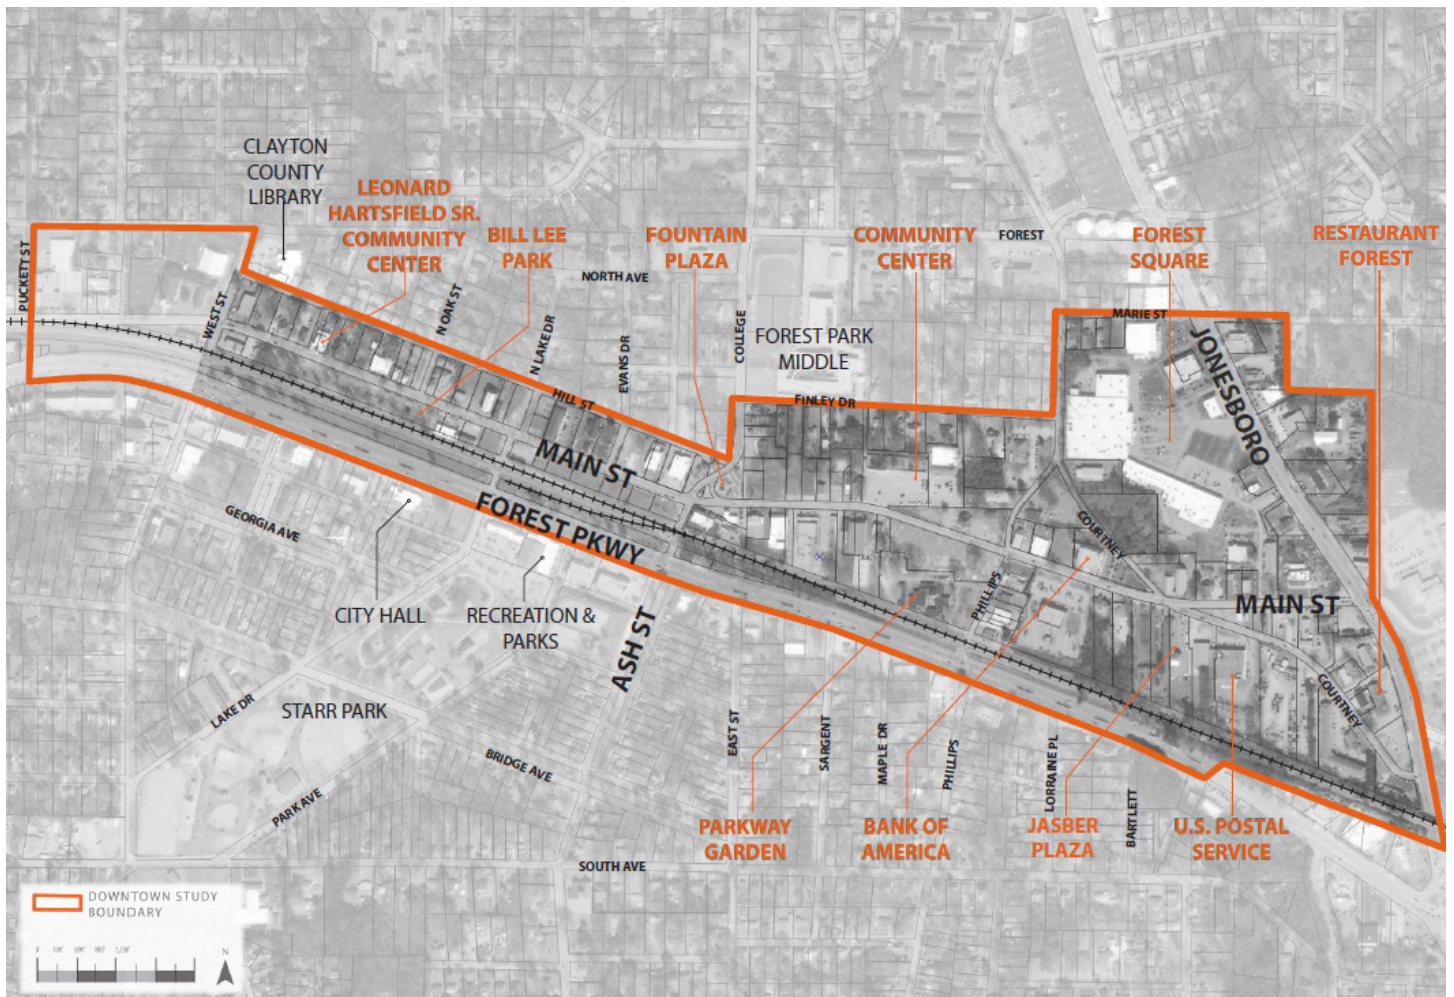 CLAYTON
COUNTY
LIBRARY
LEONARD
HARTSFIELD SR.
COMMUNITY
CENTER
BILL LEE
PARK
FOUNTAIN
PLAZA
COMMUNITY
CENTER
FOREST
FOREST
SQUARE
RESTAURANT
FOREST
PUCKETT ST
WEST ST
N OAK ST
NORTH AVE
N LAKE DR
EVANS DR
COLLEGE
FOREST PARK
MIDDLE
MARIE ST
JONESBORO
HILL ST
FINLEY DR
MAIN ST
FOREST PKWY
GEORGIA AVE
COURTNEY
PHILLIPS
MAIN ST
CITY HALL
RECREATION &
PARKS
ASH ST
COURTNEY
LAKE DR
STARR PARK
BRIDGE AVE
PARK AVE
EAST ST
SARGENT
MAPLE DR
PHILLIPS
LORRAINE PL
BARTLETT
PARKWAY
GARDEN
BANK OF
AMERICA
JASBER
PLAZA
U.S. POSTAL
SERVICE
SOUTH AVE
DOWNTOWN STUDY
BOUNDARY
N